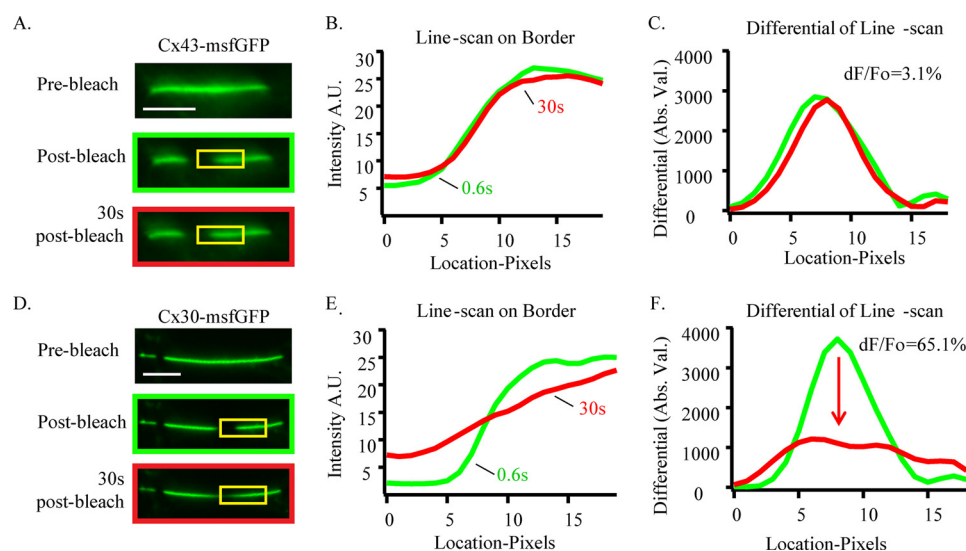 A.
Cx43-msfGFP
Pre-bleach
Post-bleach
30s
post-bleach
B.
Line-scan on Border
Intensity A.U.
30
25
20
15
10
5
30s
0.6s
0 5 10 15
Location-Pixels
C.
Differential of Line -scan
dF/Fo=3.1%
Differential (Abs. Val.)
4000
3000
2000
1000
0
0 5 10 15
Location-Pixels
D.
Cx30-msfGFP
Pre-bleach
Post-bleach
30s
post-bleach
E.
Line-scan on Border
Intensity A.U.
30
25
20
15
10
5
0
30s
0.6s
0 5 10 15
Location-Pixels
F.
Differential of Line -scan
dF/Fo=65.1%
Differential (Abs. Val.)
4000
3000
2000
1000
0
0 5 10 15
Location-Pixels